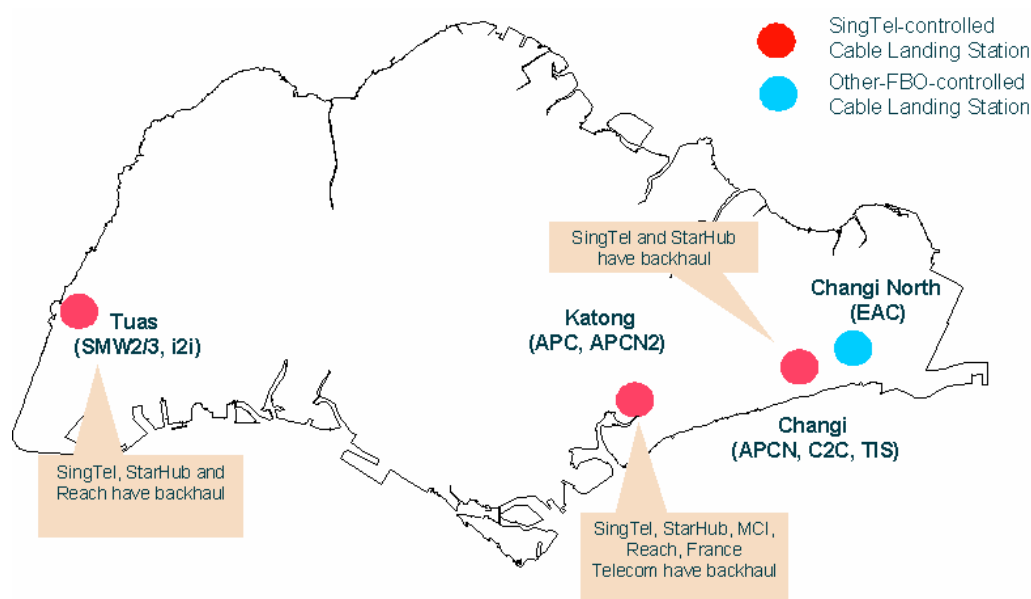 SingTel-controlled
Cable Landing Station
Other-FBO-controlled
Cable Landing Station
SingTel and StarHub
have backhaul
Changi North
(EAC)
Katong
(APC, APCN2)
Tuas
(SMW2/3, i2i)
Changi
(APCN, C2C, TIS)
SingTel, StarHub and
Reach have backhaul
SingTel, StarHub, MCI,
Reach, France
Telecom have backhaul